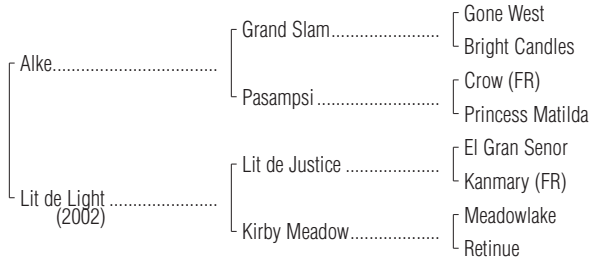 Gone West
Grand Slam..........................
Bright Candles
Alke.......................................
Crow (FR)
Pasampsi.............................
Princess Matilda
El Gran Senor
Lit de Justice ......................
Kanmary (FR)
Lit de Light ..........................
(2002)
Meadowlake
Kirby Meadow.....................
Retinue